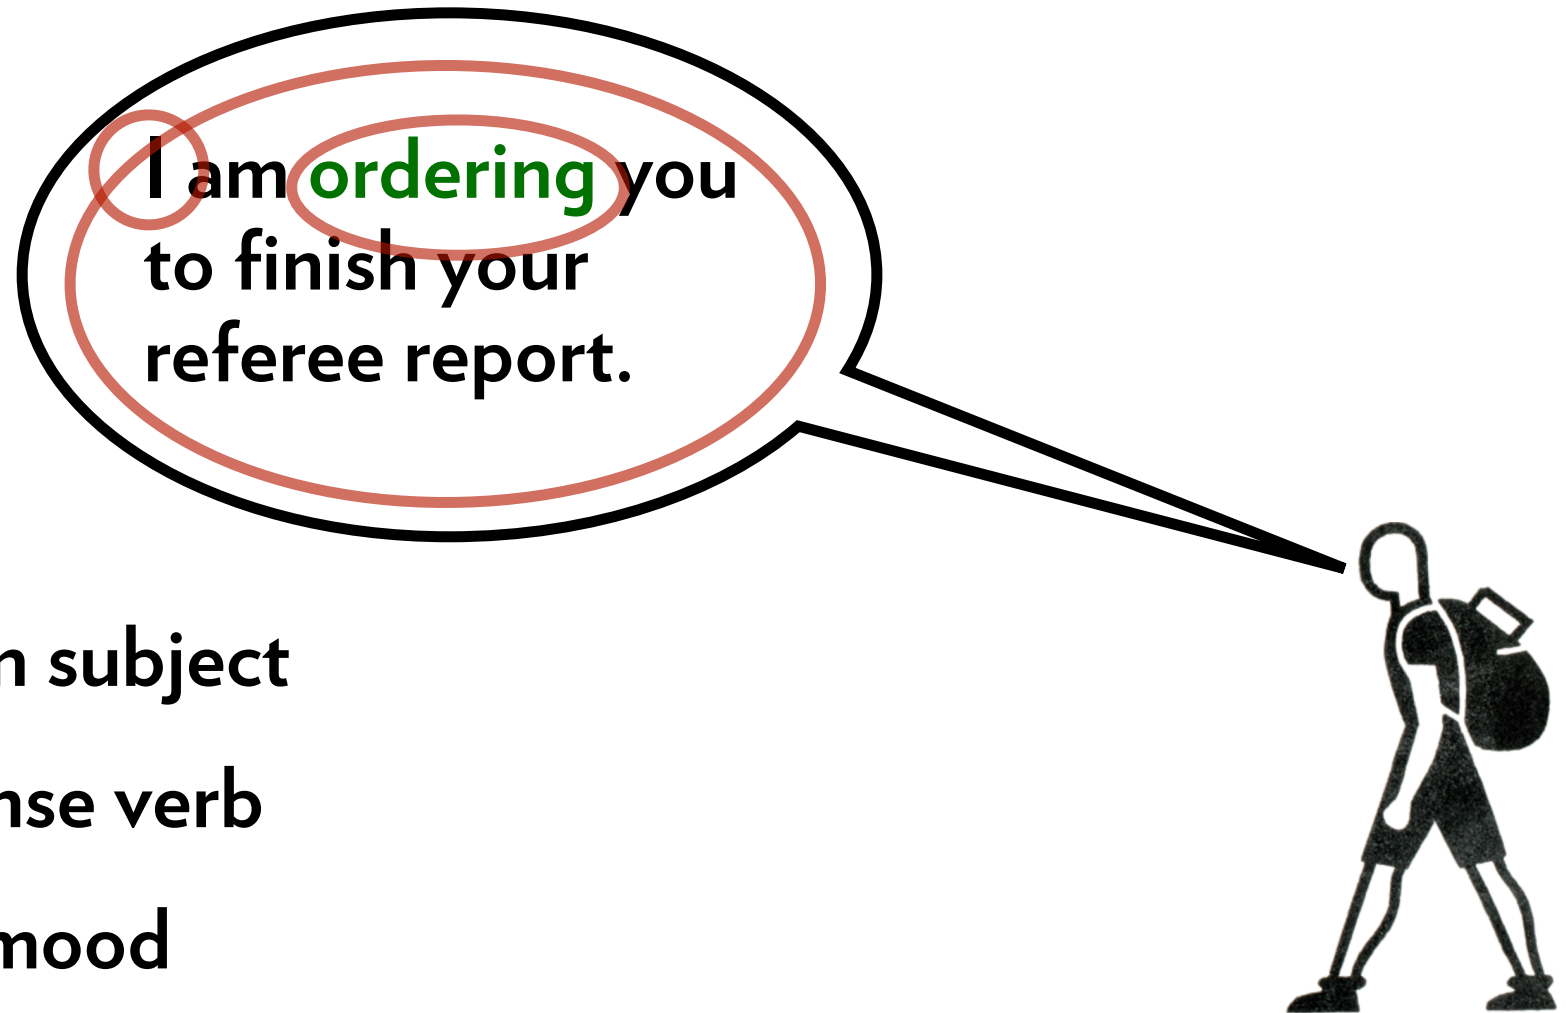 I am ordering you
to finish your
referee report.
n subject
nse verb
mood